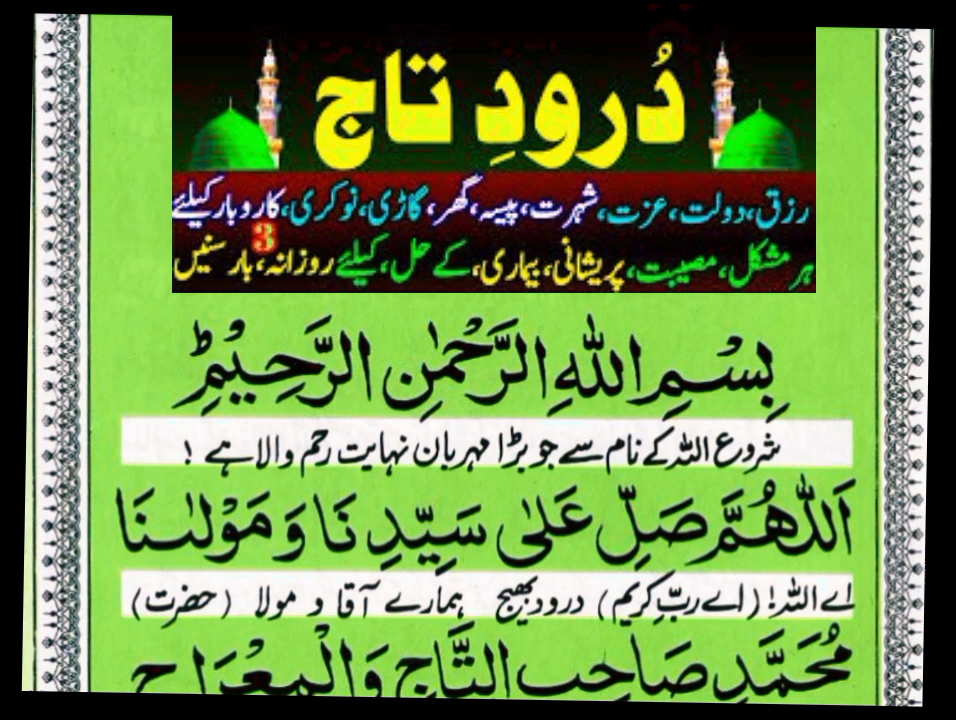 دُرودِ تاج
رزق، دولت، عزت، شہرت، پیسہ، گھر، گاڑی، نوکری، کاروبار کیلئے
ہر مشکل، مصیبت، پریشانی، بیماری، کے حل، کیلئے روزانہ، 3 بار سنیں
بِسْمِ اللّٰهِ الرَّحْمٰنِ الرَّحِيْمِ
شروع اللہ کے نام سے جو بڑا مہربان نہایت رحم والا ہے !
اَللّٰهُمَّ صَلِّ عَلٰى سَيِّدِنَا وَ مَوْلٰنَا
اے اللہ! (اے ربِّ کریم) درود بھیج ہمارے آقا و مولا (حضرت)
مُحَمَّدٍ صَاحِبِ التَّاجِ وَالْمِعْرَاجِ